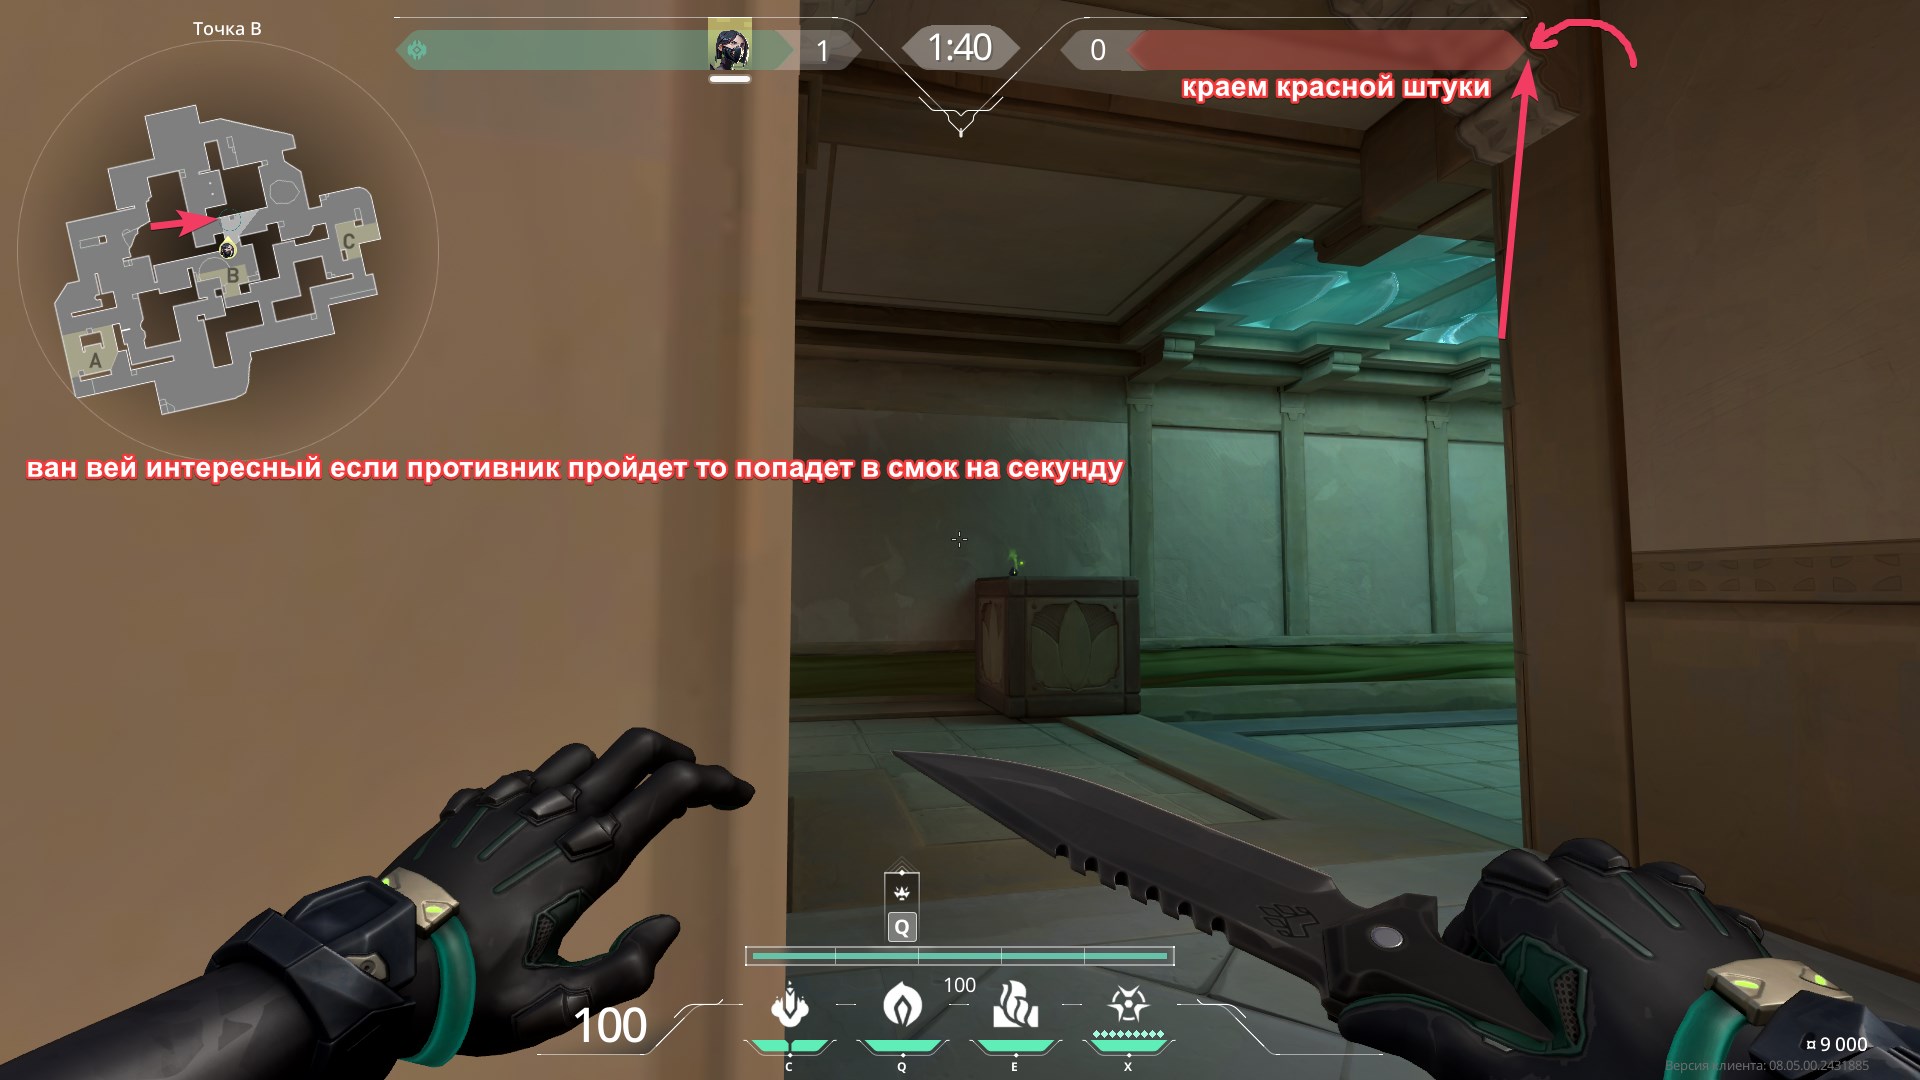 Точка B
1
1:40
0
краем красной штуки
C
B
A
ван вей интересный если противник пройдет то попадет в смок на секунду
Q
100
100
C
Q
E
X
¤ 9 000
Версия клиента: 08.05.00.2431885